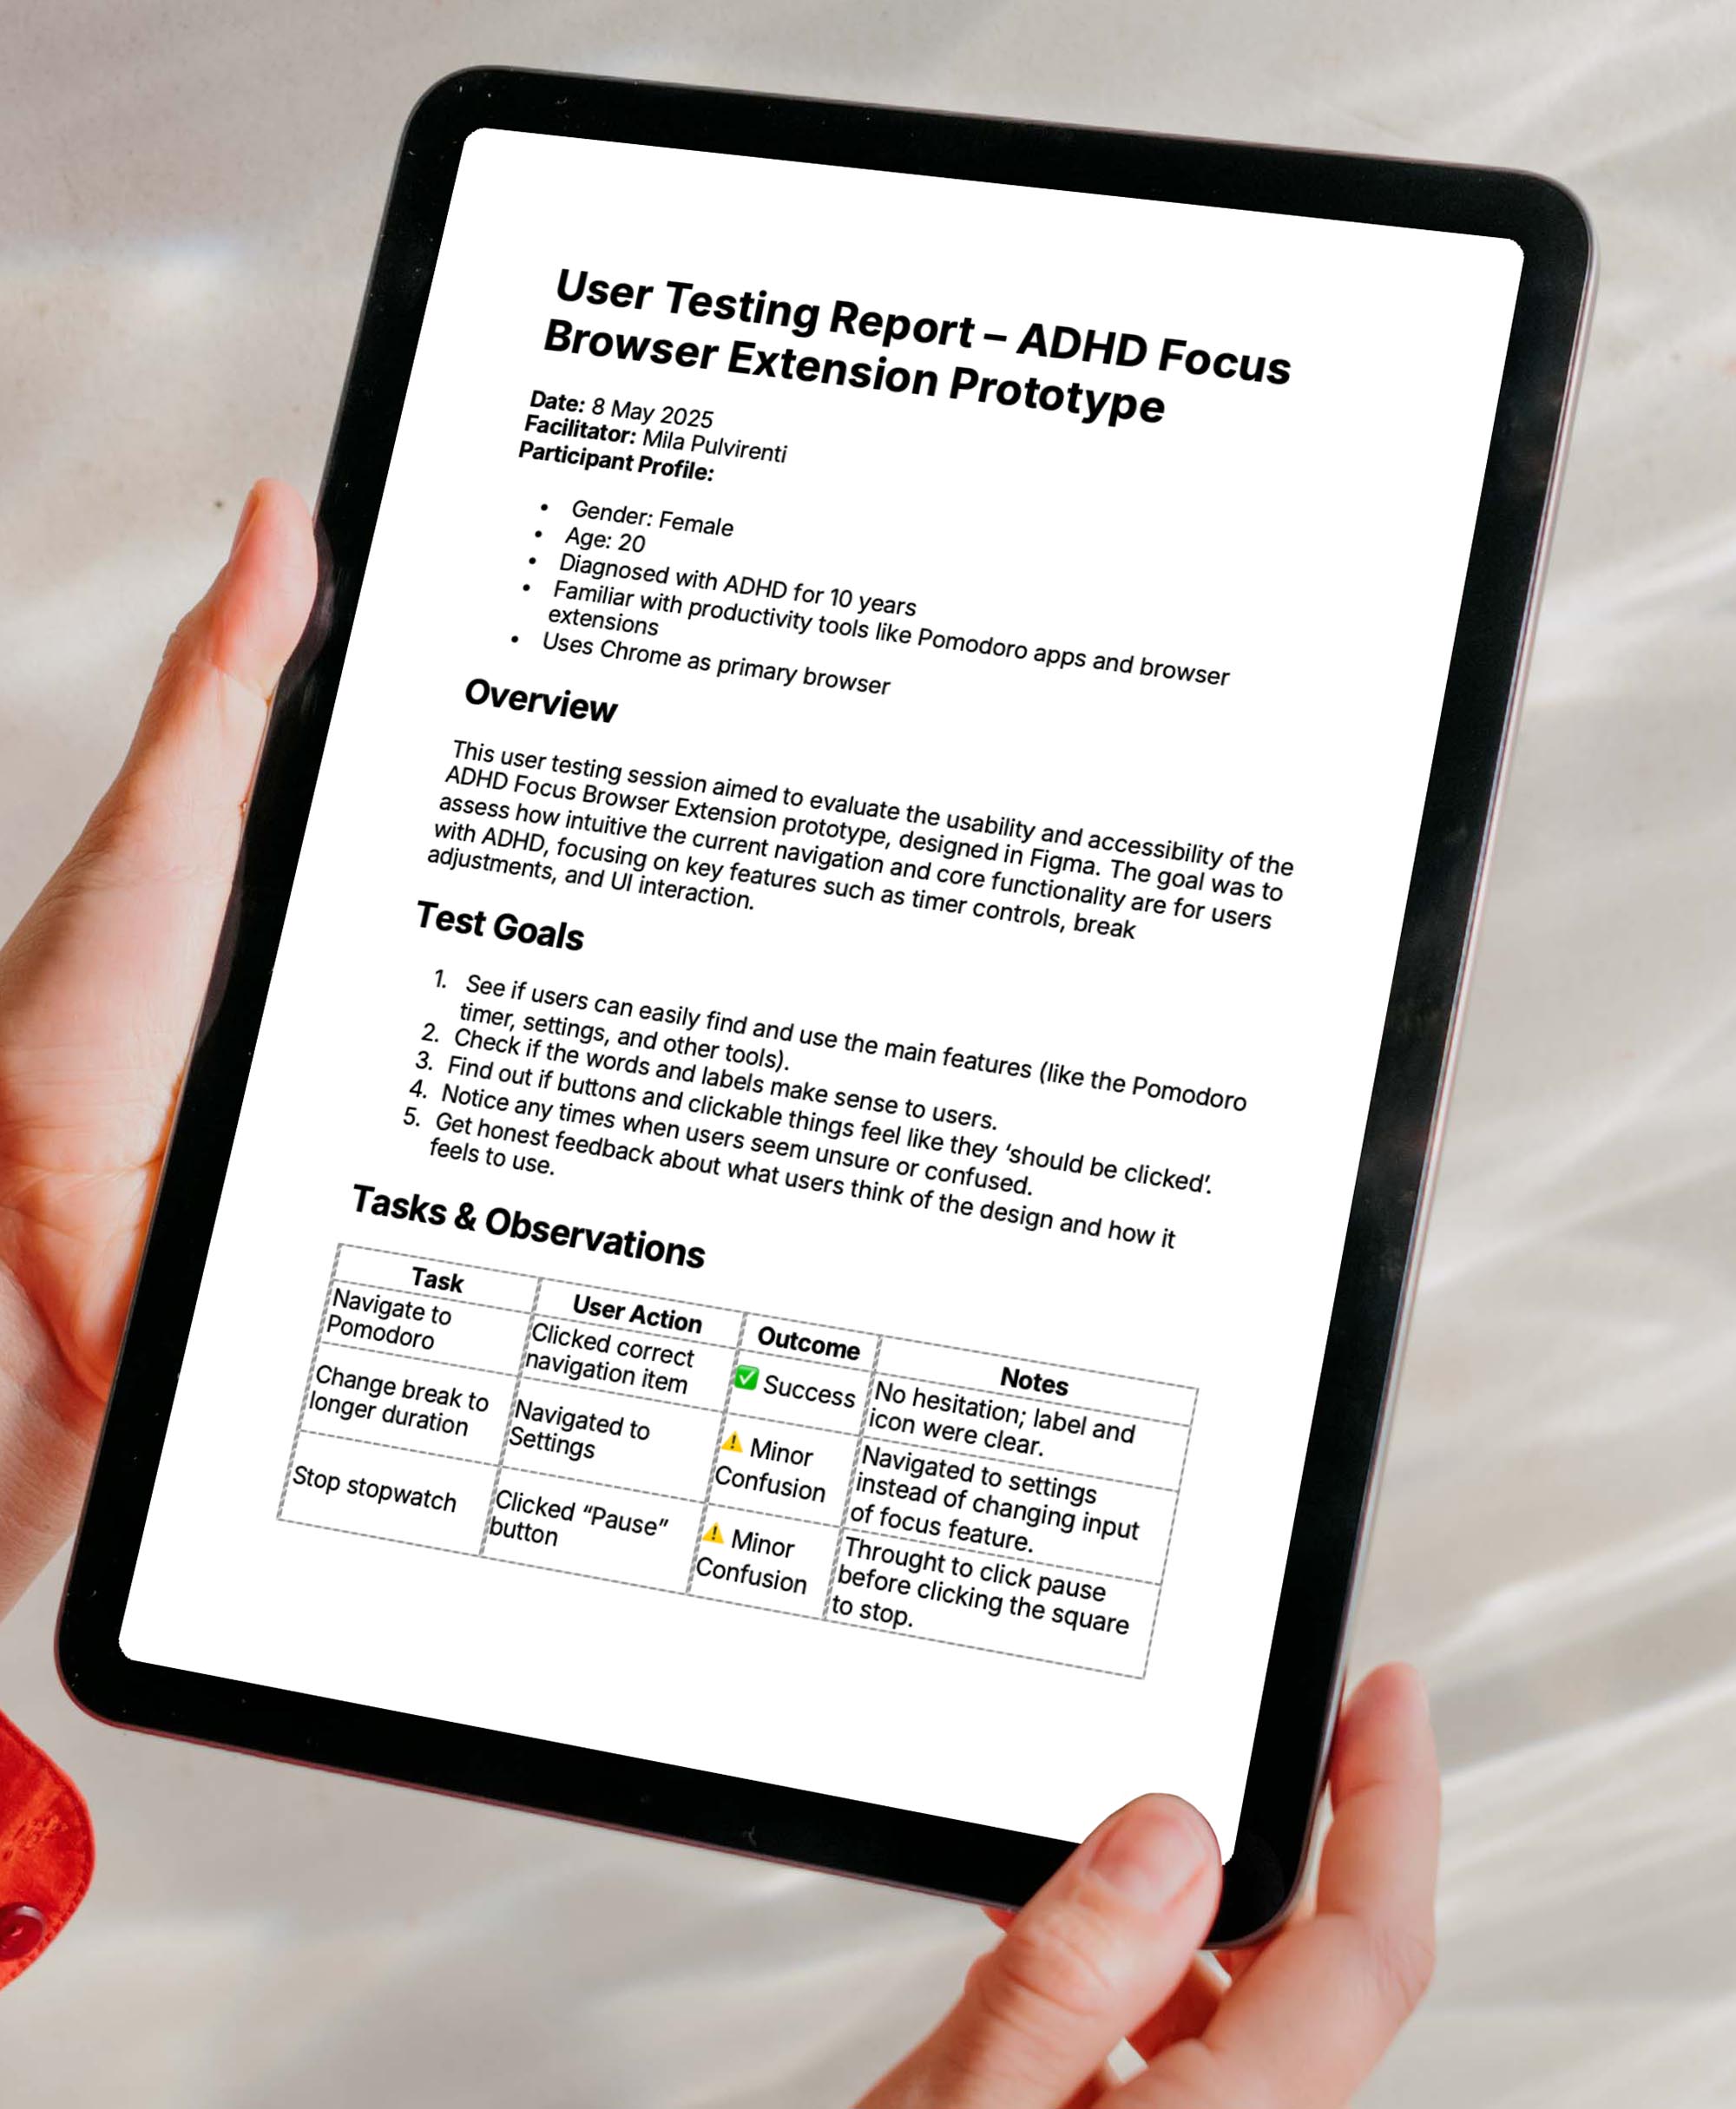 User Testing Report – ADHD Focus
Browser Extension Prototype
Date: 8 May 2025
Facilitator: Mila Pulvirenti
Participant Profile:
• Gender: Female
• Age: 20
• Diagnosed with ADHD for 10 years
• Familiar with productivity tools like Pomodoro apps and browser
extensions
• Uses Chrome as primary browser
Overview
This user testing session aimed to evaluate the usability and accessibility of the
ADHD Focus Browser Extension prototype, designed in Figma. The goal was to
assess how intuitive the current navigation and core functionality are for users
with ADHD, focusing on key features such as timer controls, break
adjustments, and UI interaction.
Test Goals
1. See if users can easily find and use the main features (like the Pomodoro
timer, settings, and other tools).
2. Check if the words and labels make sense to users.
3. Find out if buttons and clickable things feel like they ‘should be clicked’.
4. Notice any times when users seem unsure or confused.
5. Get honest feedback about what users think of the design and how it
feels to use.
Tasks & Observations
Task
User Action
Outcome
Notes
Navigate to
Pomodoro
Clicked correct
navigation item
✅ Success
No hesitation; label and
icon were clear.
Change break to
longer duration
Navigated to
Settings
⚠️ Minor
Confusion
Navigated to settings
instead of changing input
of focus feature.
Stop stopwatch
Clicked “Pause”
button
⚠️ Minor
Confusion
Throught to click pause
before clicking the square
to stop.